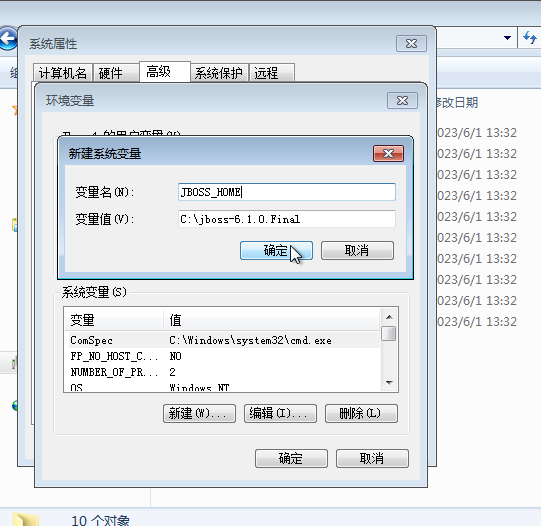 系统属性
计算机名 硬件 高级 系统保护 远程
环境变量
修改日期
的用户变量(U)
新建系统变量
变量名(N): JBOSS_HOME
变量值(V): C:\jboss-6.1.0.Final
确定 取消
2023/6/1 13:32
2023/6/1 13:32
2023/6/1 13:32
2023/6/1 13:32
2023/6/1 13:32
2023/6/1 13:32
2023/6/1 13:32
2023/6/1 13:32
2023/6/1 13:32
2023/6/1 13:32
系统变量(S)
变量 值
ComSpec C:\Windows\system32\cmd.exe
FP_NO_HOST_C... NO
NUMBER_OF_PR... 2
OS Windows_NT
新建(W)... 编辑(I)... 删除(L)
确定 取消
10 个对象